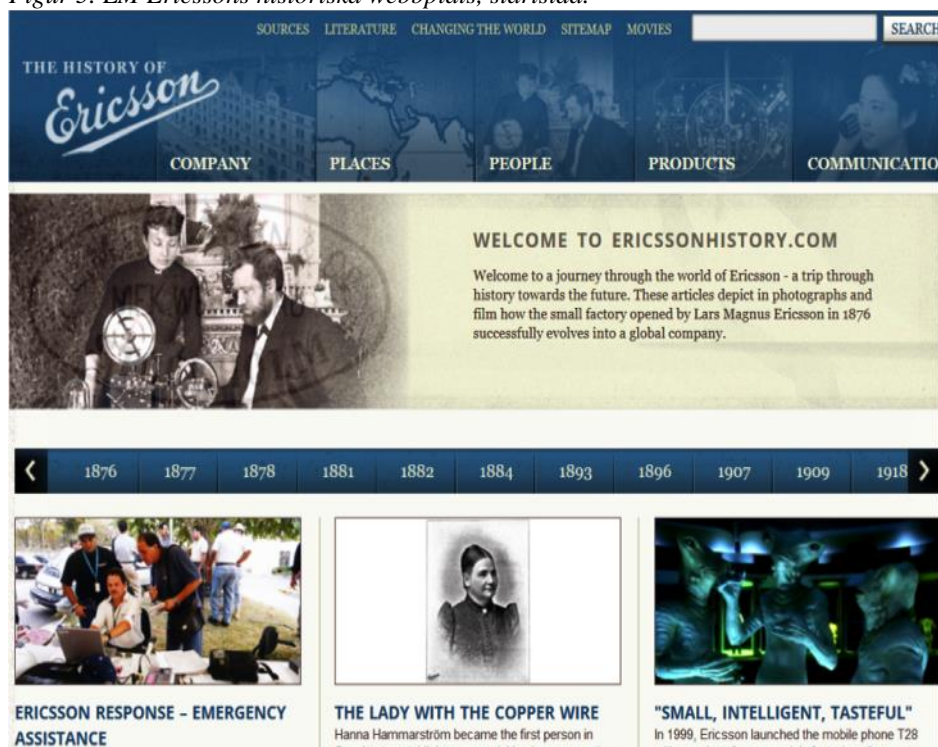 SOURCES LITERATURE CHANGING THE WORLD SITEMAP MOVIES SEARCH
THE HISTORY OF
Ericsson
COMPANY PLACES PEOPLE PRODUCTS COMMUNICATIO
WELCOME TO ERICSSONHISTORY.COM
Welcome to a journey through the world of Ericsson - a trip through
history towards the future. These articles depict in photographs and
film how the small factory opened by Lars Magnus Ericsson in 1876
successfully evolves into a global company.
1876 1877 1878 1881 1882 1884 1893 1896 1907 1909 1918
ERICSSON RESPONSE – EMERGENCY
ASSISTANCE
THE LADY WITH THE COPPER WIRE
Hanna Hammarström became the first person in
"SMALL, INTELLIGENT, TASTEFUL"
In 1999, Ericsson launched the mobile phone T28